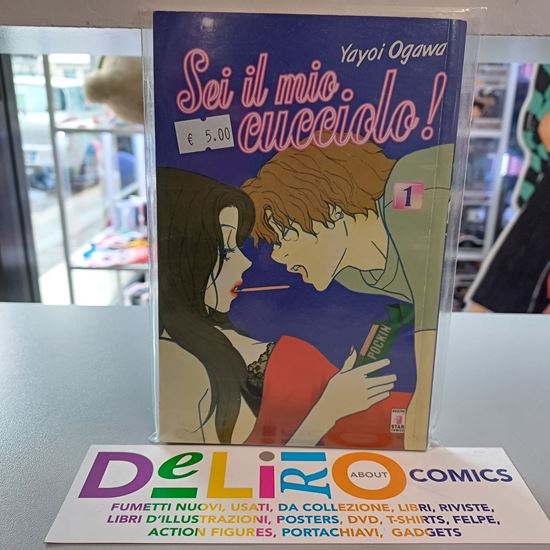 Yayoi Ogawa
Sei il mio
cucciolo!
€ 5.00
1
POCKIN
STAR
COMICS
DeLiRiO ABOUT COMICS
FUMETTI NUOVI, USATI, DA COLLEZIONE, LIBRI, RIVISTE,
LIBRI D'ILLUSTRAZIONI, POSTERS, DVD, T-SHIRTS, FELPE,
ACTION FIGURES, PORTACHIAVI, GADGETS